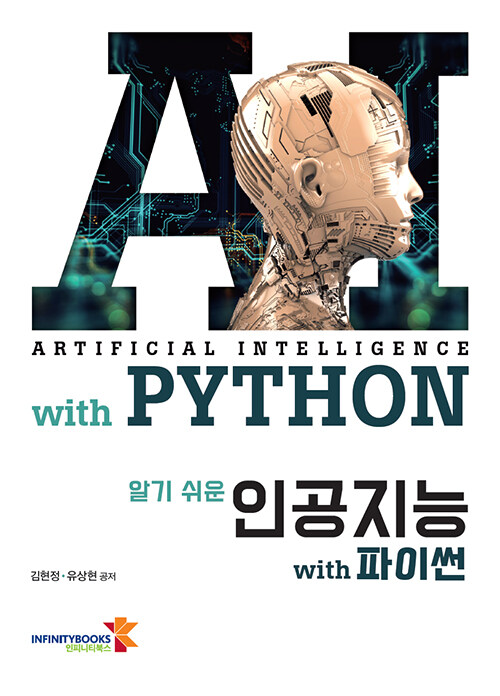 AI
ARTIFICIAL INTELLIGENCE
with PYTHON
알기 쉬운 인공지능
with 파이썬
김현정·유상현 공저
INFINITYBOOKS
인피니티북스